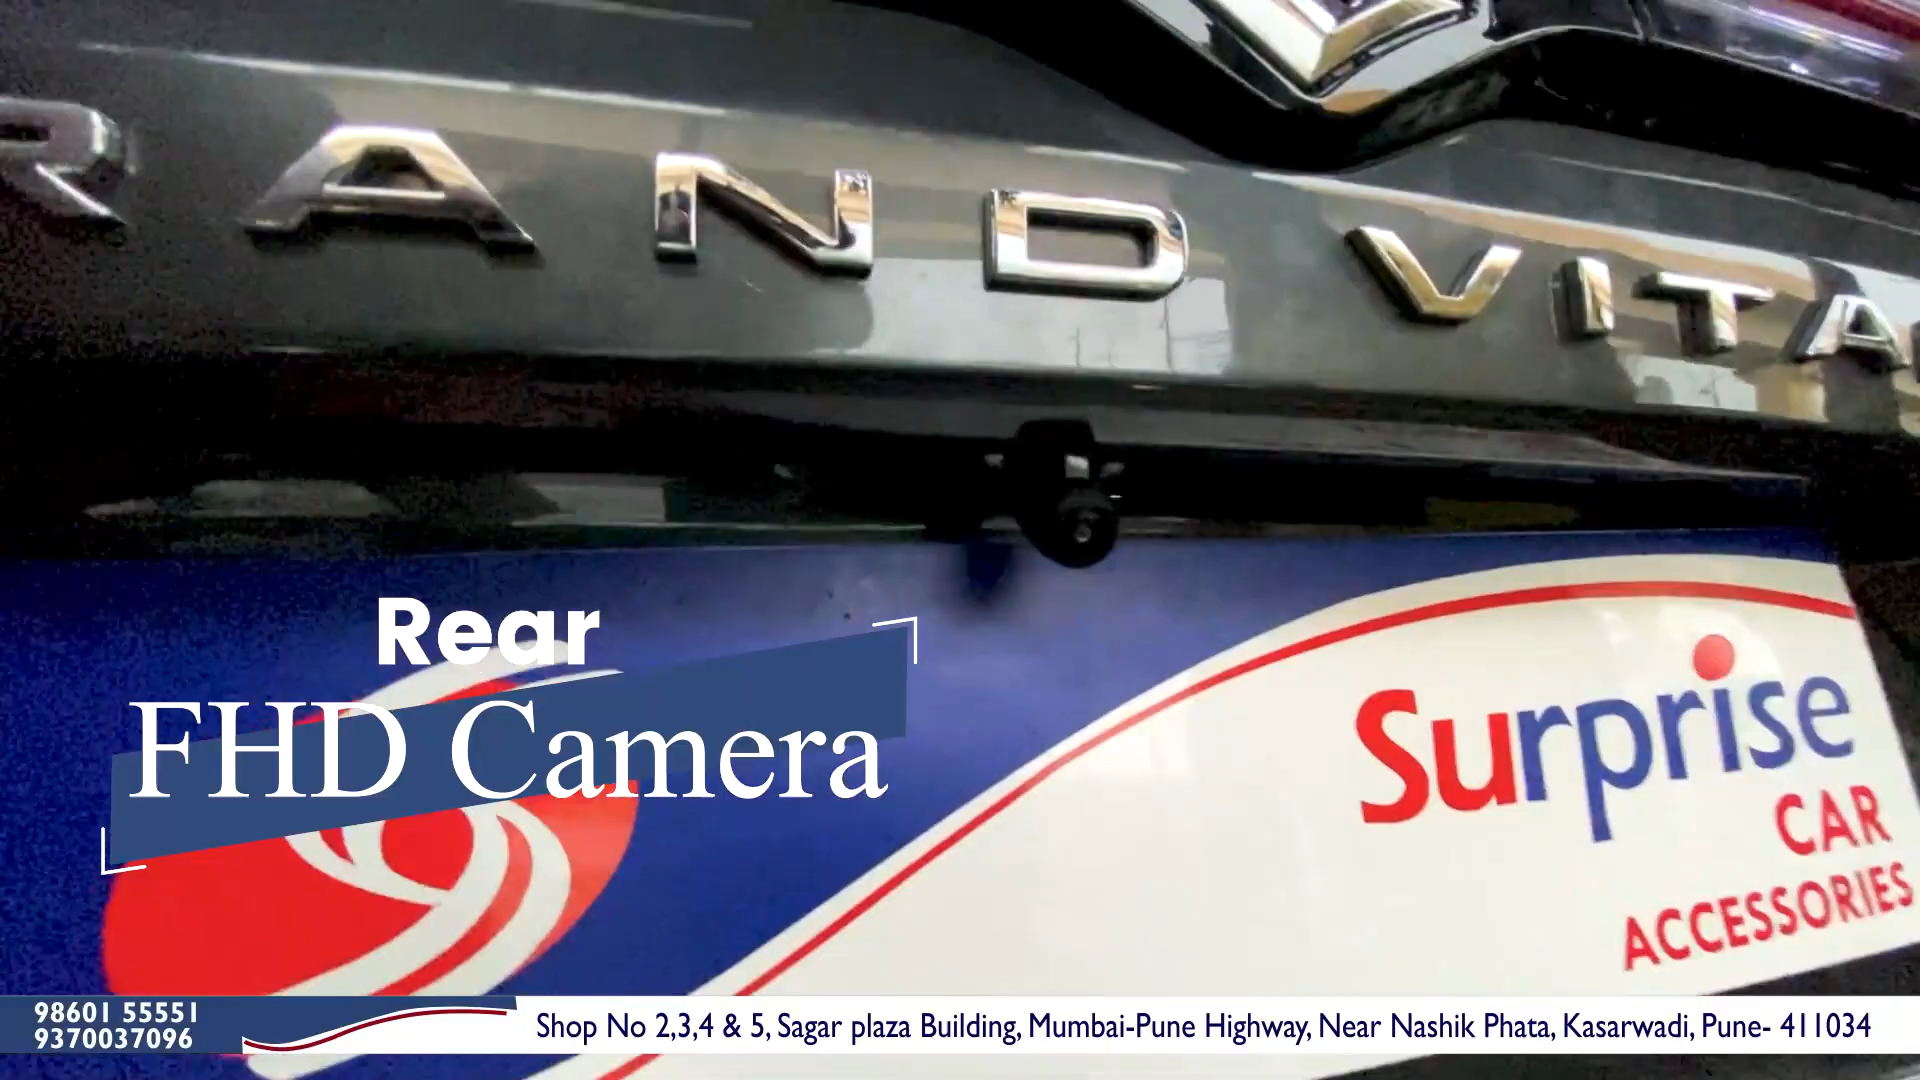 RAND VITA
Rear
FHD Camera
Surprise
CAR
ACCESSORIES
98601 55551
9370037096
Shop No 2,3,4 & 5, Sagar plaza Building, Mumbai-Pune Highway, Near Nashik Phata, Kasarwadi, Pune- 411034